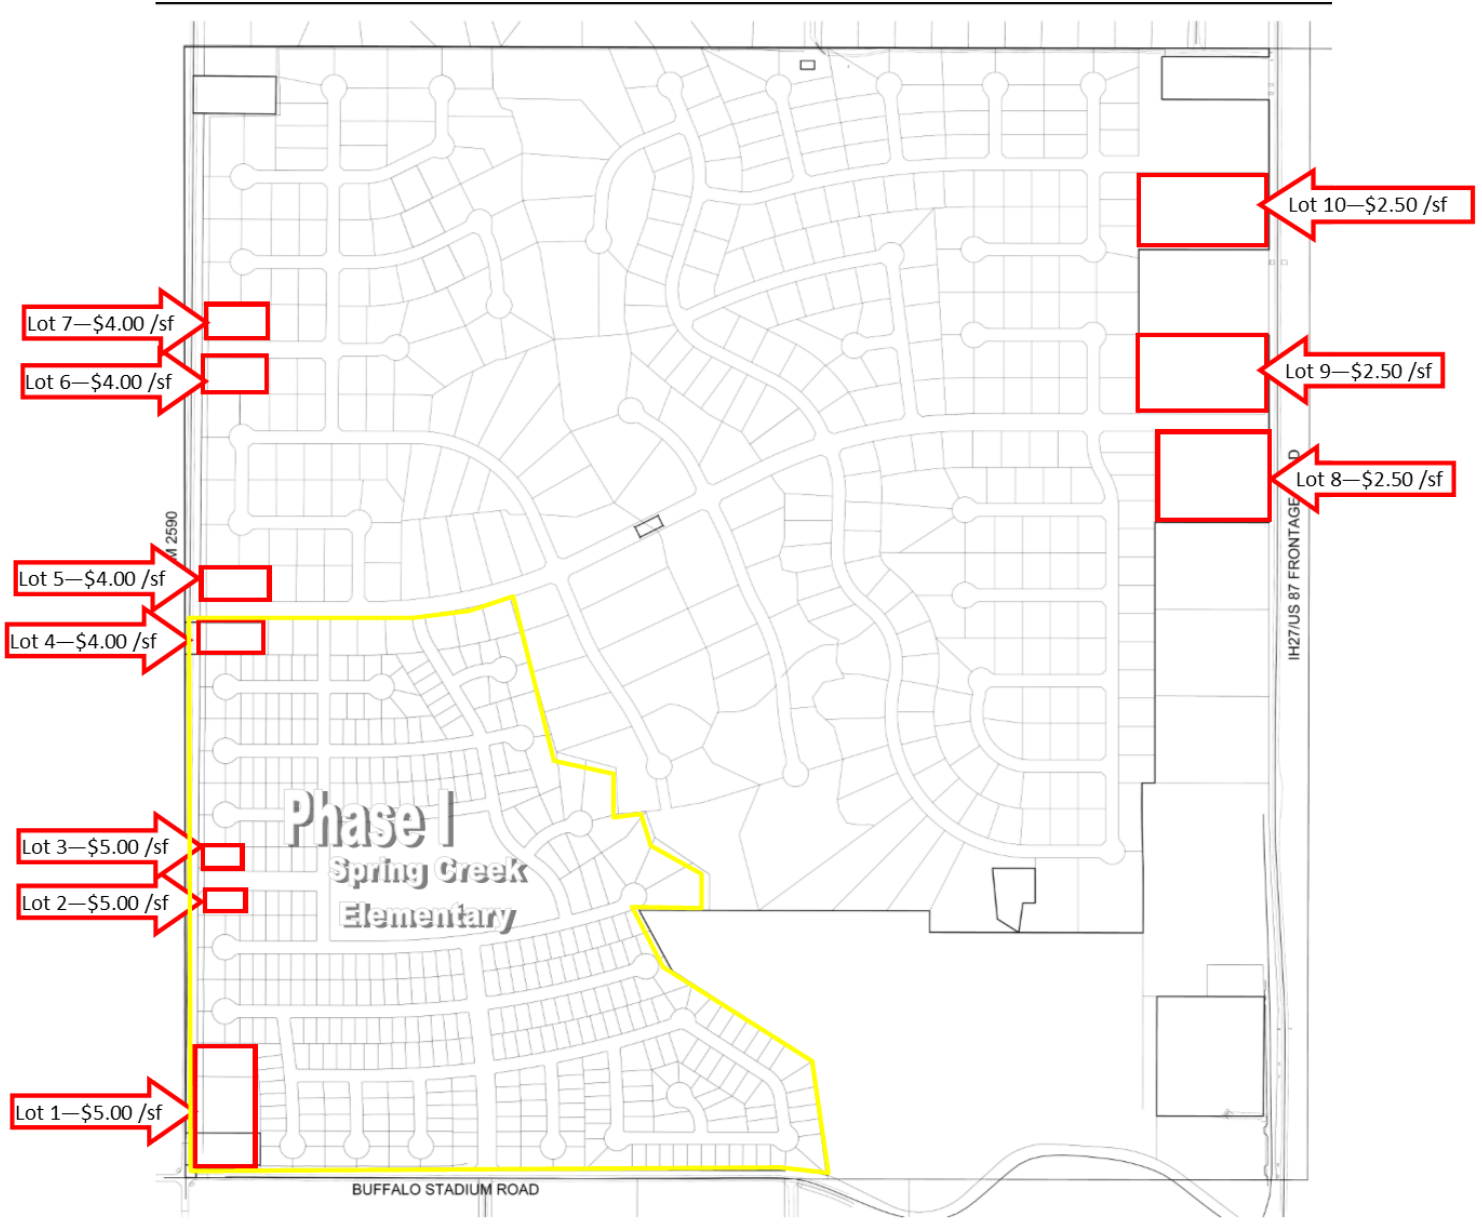 Lot 10—$2.50 /sf
Lot 7—$4.00 /sf
Lot 9—$2.50 /sf
Lot 6—$4.00 /sf
Lot 8—$2.50 /sf
M 2590
IH27/US 87 FRONTAGE D
Lot 5—$4.00 /sf
Lot 4—$4.00 /sf
Phase I
Lot 3—$5.00 /sf
Spring Creek
Lot 2—$5.00 /sf
Elementary
Lot 1—$5.00 /sf
BUFFALO STADIUM ROAD